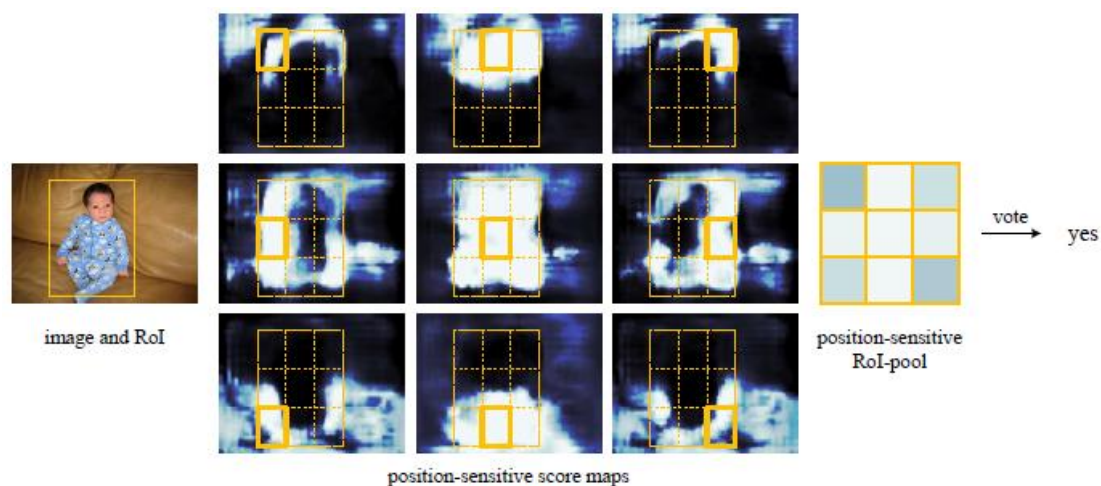 image and RoI
position-sensitive score maps
position-sensitive
RoI-pool
vote
yes